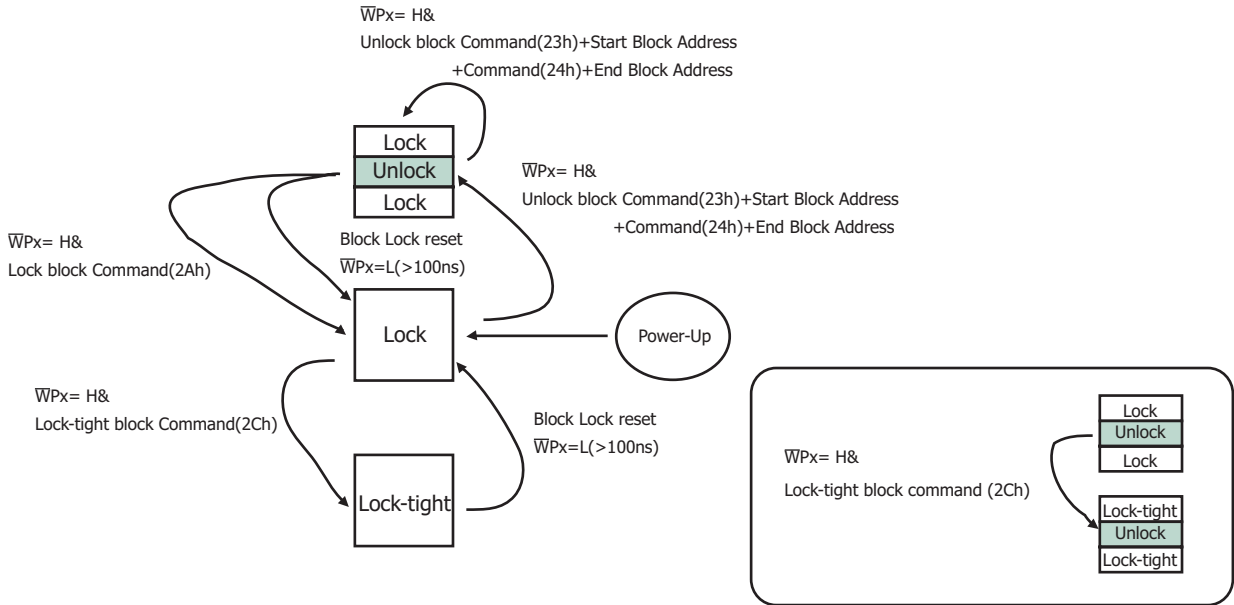 W̅Px= H&
Unlock block Command(23h)+Start Block Address
+Command(24h)+End Block Address
Lock
Unlock
Lock
W̅Px= H&
Unlock block Command(23h)+Start Block Address
+Command(24h)+End Block Address
W̅Px= H&
Lock block Command(2Ah)
Block Lock reset
W̅Px=L(>100ns)
Lock
Power-Up
W̅Px= H&
Lock-tight block Command(2Ch)
Block Lock reset
W̅Px=L(>100ns)
Lock-tight
W̅Px= H&
Lock-tight block command (2Ch)
Lock
Unlock
Lock
Lock-tight
Unlock
Lock-tight